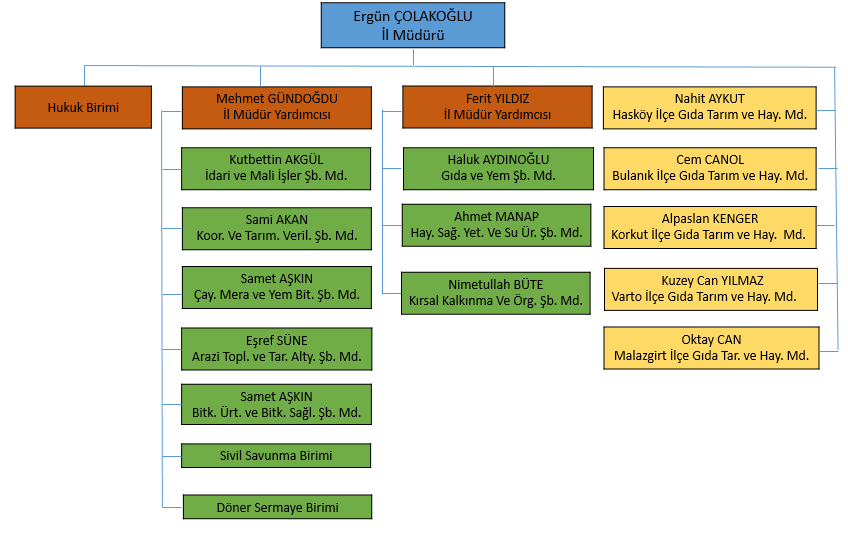 Ergün ÇOLAKOĞLU
İl Müdürü
Hukuk Birimi
Mehmet GÜNDOĞDU
İl Müdür Yardımcısı
Kutbettin AKGÜL
İdari ve Mali İşler Şb. Md.
Sami AKAN
Koor. Ve Tarım. Veril. Şb. Md.
Samet AŞKIN
Çay. Mera ve Yem Bit. Şb. Md.
Eşref SÜNE
Arazi Topl. ve Tar. Alty. Şb. Md.
Samet AŞKIN
Bitk. Ürt. ve Bitk. Sağl. Şb. Md.
Sivil Savunma Birimi
Döner Sermaye Birimi
Ferit YILDIZ
İl Müdür Yardımcısı
Haluk AYDINOĞLU
Gıda ve Yem Şb. Md.
Ahmet MANAP
Hay. Sağ. Yet. Ve Su Ür. Şb. Md.
Nimetullah BÜTE
Kırsal Kalkınma Ve Örg. Şb. Md.
Nahit AYKUT
Hasköy İlçe Gıda Tarım ve Hay. Md.
Cem CANOL
Bulanık İlçe Gıda Tarım ve Hay. Md.
Alpaslan KENGER
Korkut İlçe Gıda Tarım ve Hay. Md.
Kuzey Can YILMAZ
Varto İlçe Gıda Tarım ve Hay. Md.
Oktay CAN
Malazgirt İlçe Gıda Tar. ve Hay. Md.